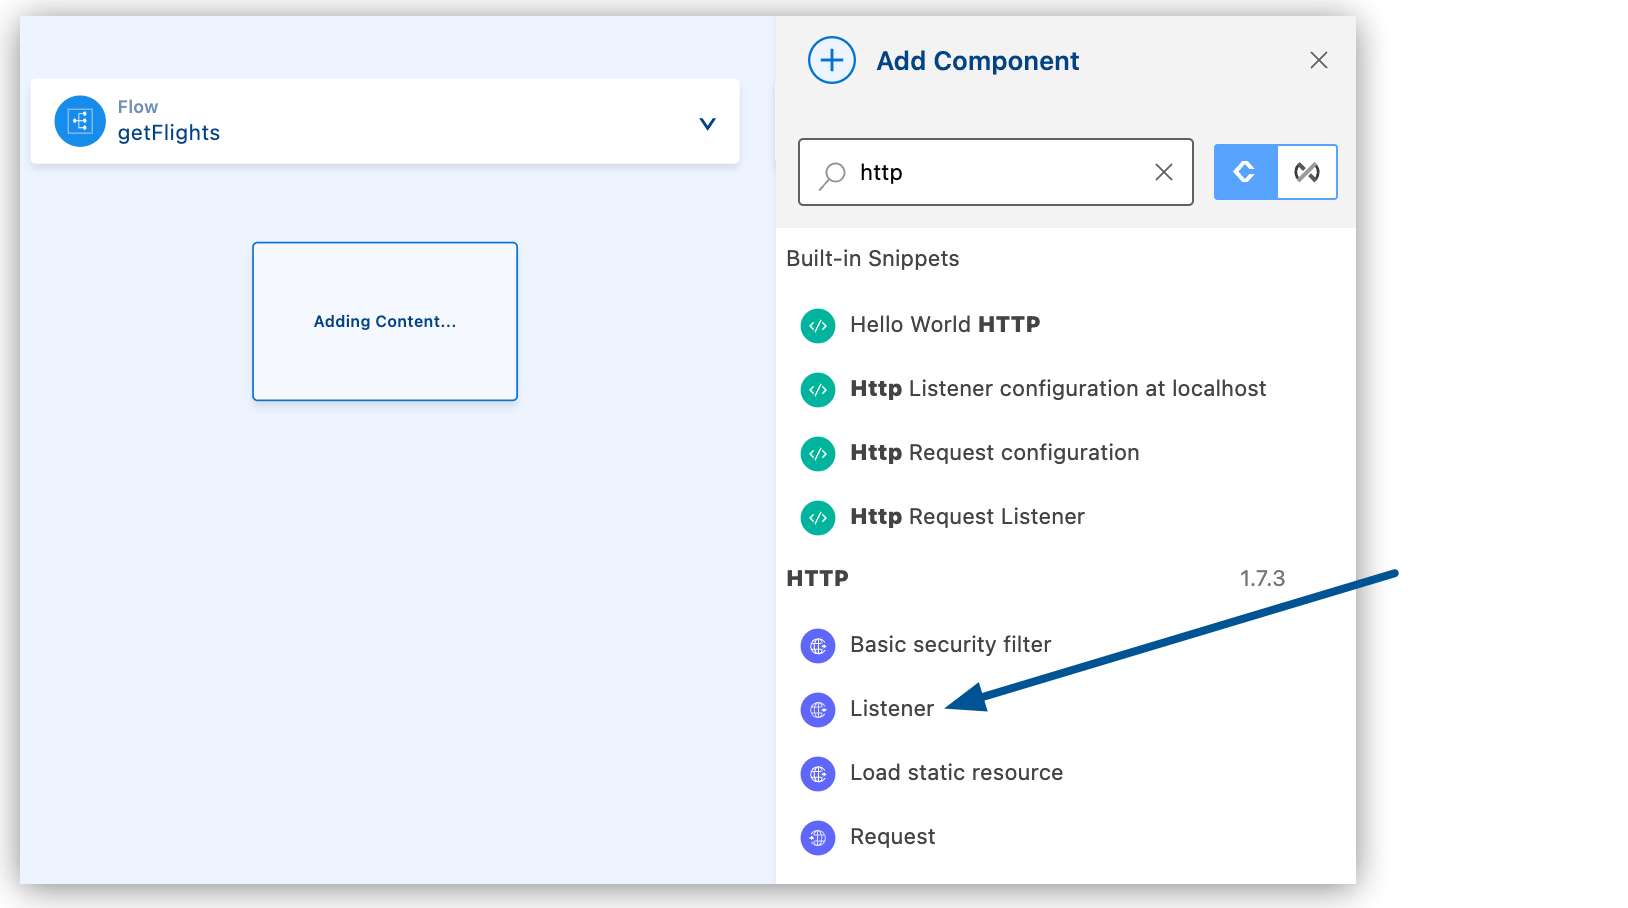 Flow
getFlights
Adding Content...
Add Component
http
Built-in Snippets
Hello World HTTP
Http Listener configuration at localhost
Http Request configuration
Http Request Listener
HTTP 1.7.3
Basic security filter
Listener
Load static resource
Request